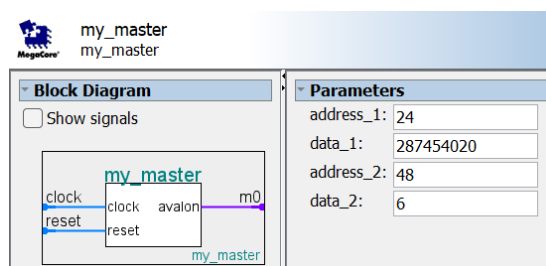 my_master
my_master
MegaCore'
Block Diagram
Show signals
my_master
clock
reset
clock
reset
avalon
m0
my_master
Parameters
address_1: 24
data_1: 287454020
address_2: 48
data_2: 6